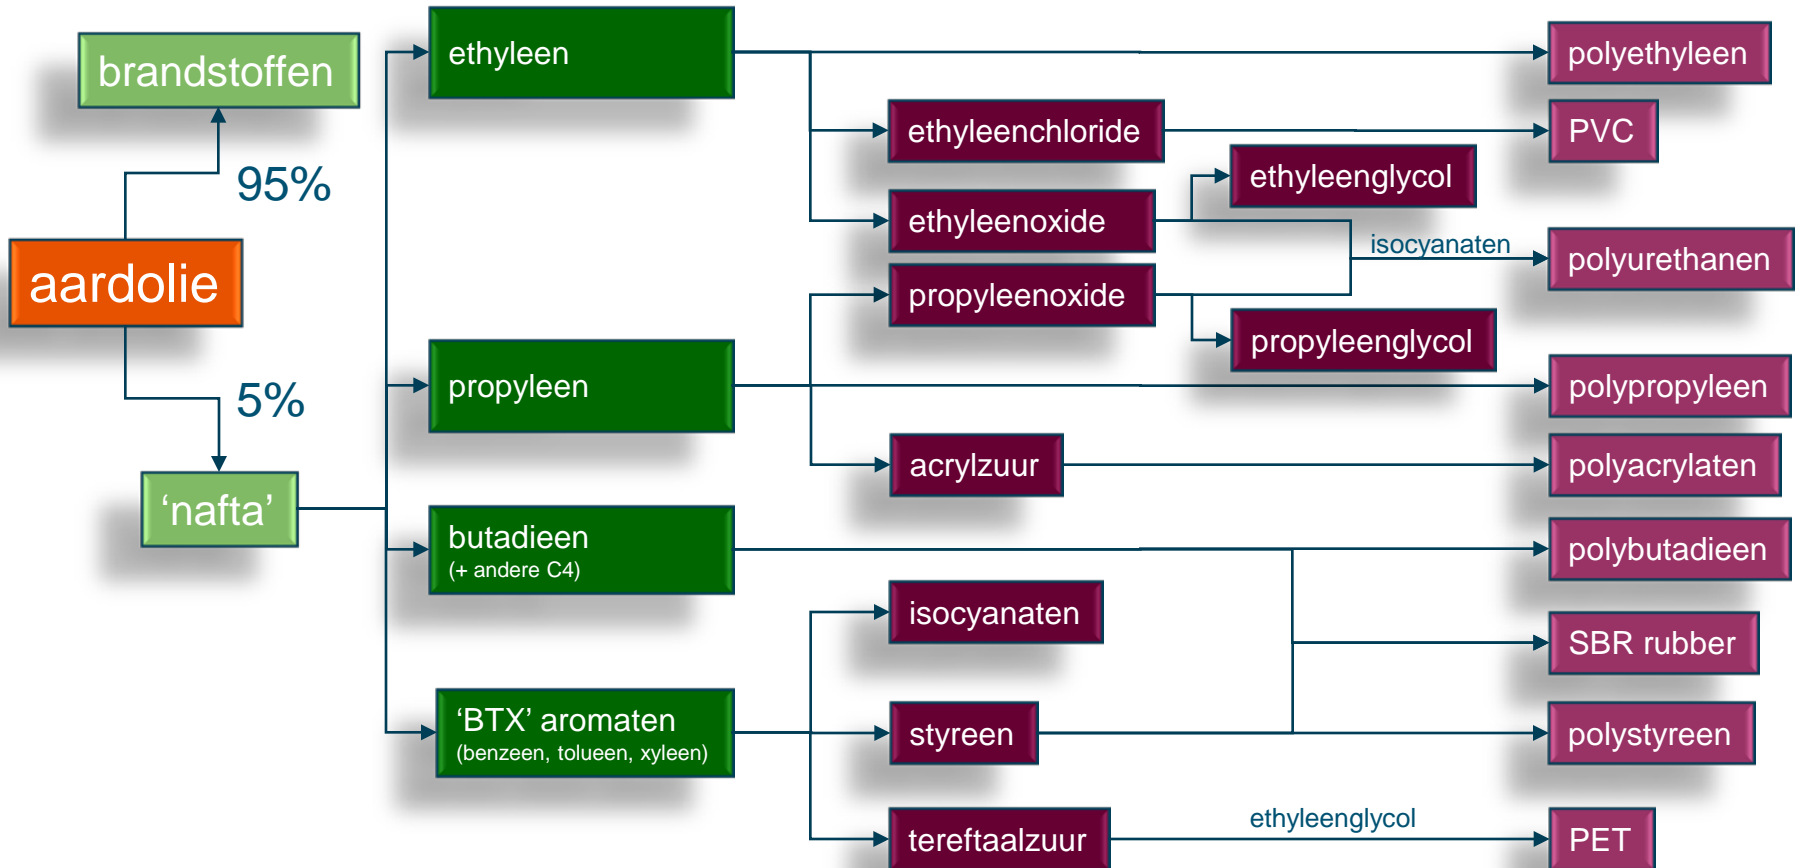 ethyleen
polyethyleen
brandstoffen
ethyleenchloride
PVC
95%
ethyleenglycol
ethyleenoxide
isocyanaten
polyurethanen
aardolie
propyleenoxide
propyleenglycol
propyleen
polypropyleen
5%
acrylzuur
polyacrylaten
‘nafta’
butadieen
(+ andere C4)
polybutadieen
isocyanaten
SBR rubber
‘BTX’ aromaten
(benzeen, tolueen, xyleen)
styreen
polystyreen
tereftaalzuur
ethyleenglycol
PET